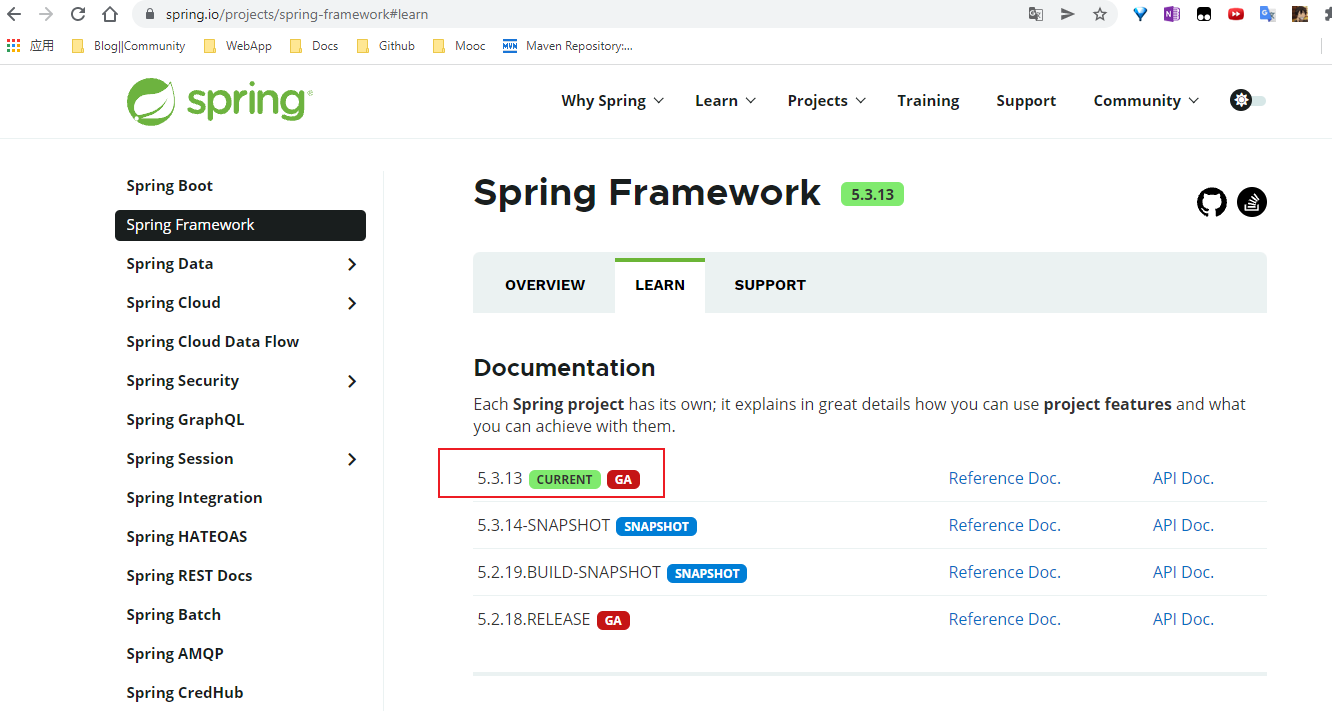 spring.io/projects/spring-framework#learn
应用 Blog||Community WebApp Docs Github Mooc MVN Maven Repository:...
spring Why Spring Learn Projects Training Support Community
Spring Boot
Spring Framework
Spring Data
Spring Cloud
Spring Cloud Data Flow
Spring Security
Spring GraphQL
Spring Session
Spring Integration
Spring HATEOAS
Spring REST Docs
Spring Batch
Spring AMQP
Spring CredHub
Spring Framework 5.3.13
OVERVIEW LEARN SUPPORT
Documentation
Each Spring project has its own; it explains in great details how you can use project features and what
you can achieve with them.
5.3.13 CURRENT GA Reference Doc. API Doc.
5.3.14-SNAPSHOT SNAPSHOT Reference Doc. API Doc.
5.2.19.BUILD-SNAPSHOT SNAPSHOT Reference Doc. API Doc.
5.2.18.RELEASE GA Reference Doc. API Doc.